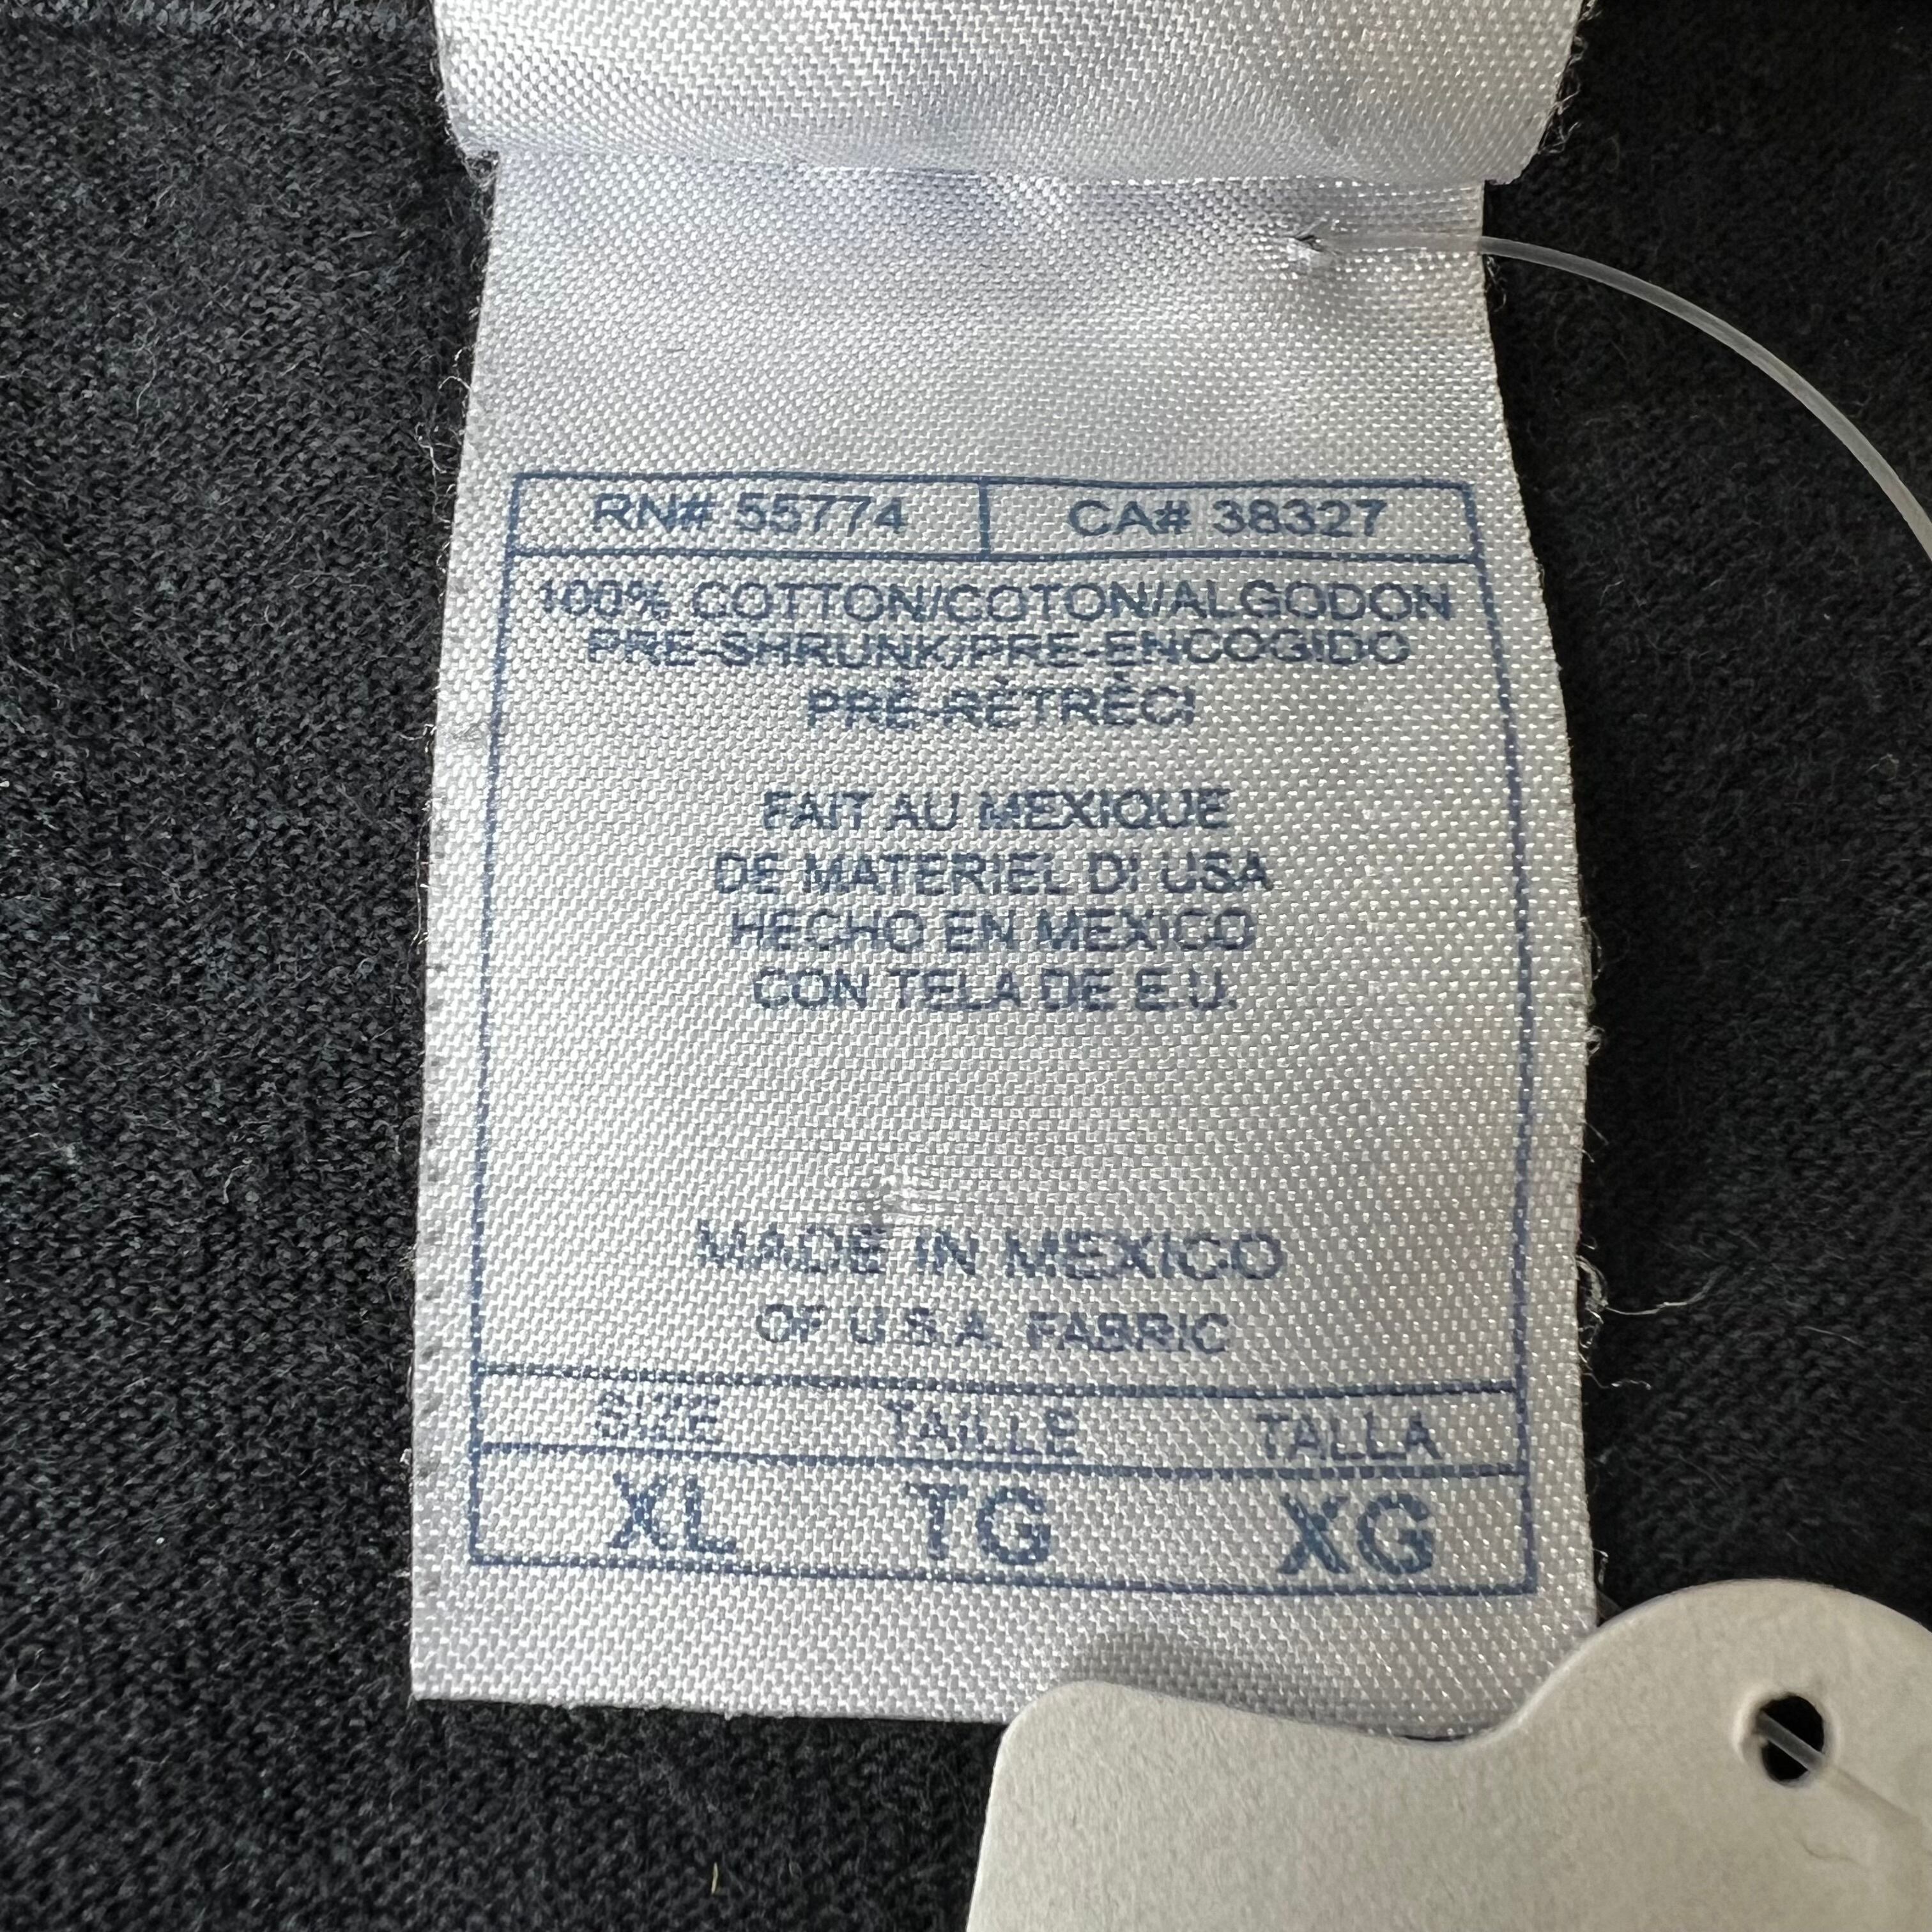 RN# 55774 CA# 38327
100% COTTON/COTON/ALGODON
PRE-SHRUNK/PRE-ENCOGIDO
PRÉ-RÉTRÉCI
FAIT AU MEXIQUE
DE MATERIEL D' USA
HECHO EN MEXICO
CON TELA DE E.U.
MADE IN MEXICO
OF U.S.A. FABRIC
SIZE TAILLE TALLA
XL TG XG